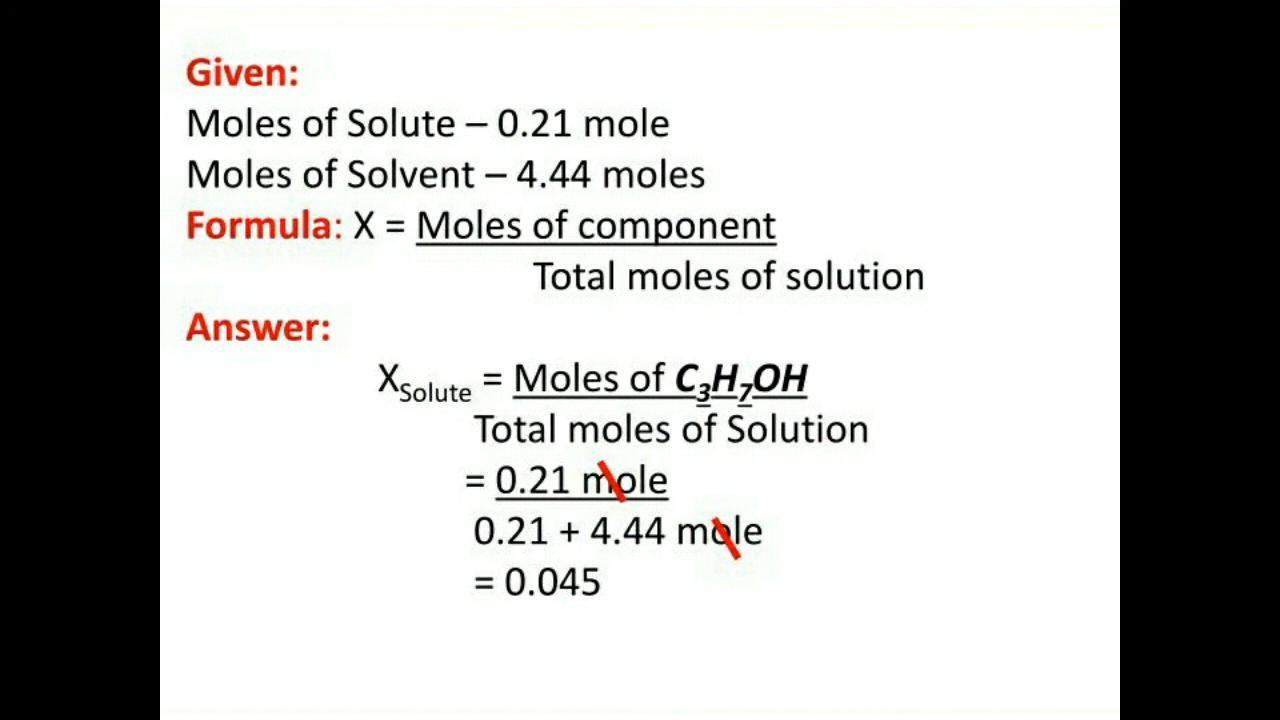 Given:
Moles of Solute – 0.21 mole
Moles of Solvent – 4.44 moles
Formula: X = Moles of component
Total moles of solution
Answer:
XSolute = Moles of C3H7OH
Total moles of Solution
= 0.21 mole
0.21 + 4.44 mole
= 0.045